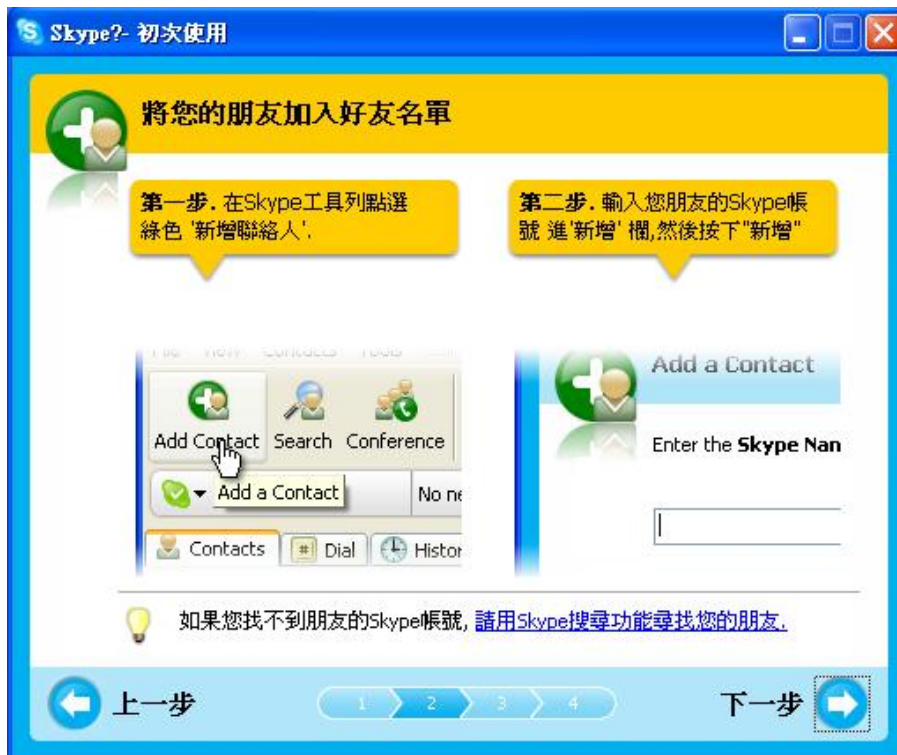 Skype?- 初次使用
將您的朋友加入好友名單
第一步. 在Skype工具列點選
綠色 '新增聯絡人'.
第二步. 輸入您朋友的Skype帳
號 進'新增' 欄,然後按下"新增"
File View Contacts Tools
Add Contact Search Conference
Add a Contact
No ne
Contacts Dial Histor
Add a Contact
Enter the Skype Nan
如果您找不到朋友的Skype帳號, 請用Skype搜尋功能尋找您的朋友.
上一步
1 2 3 4
下一步